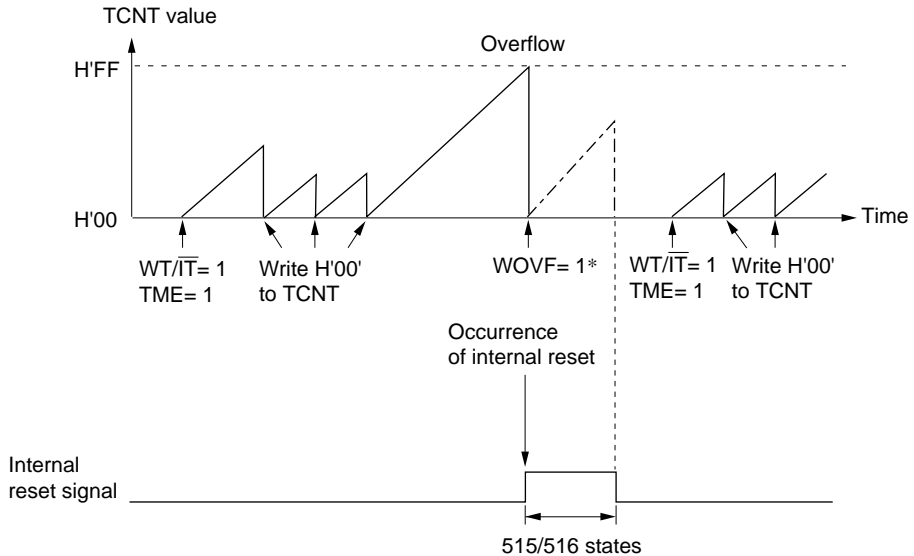 TCNT value
Overflow
H'FF
H'00
Time
WT/IT= 1
TME= 1
Write H'00'
to TCNT
WOVF= 1*
WT/IT= 1
TME= 1
Write H'00'
to TCNT
Occurrence
of internal reset
Internal
reset signal
515/516 states